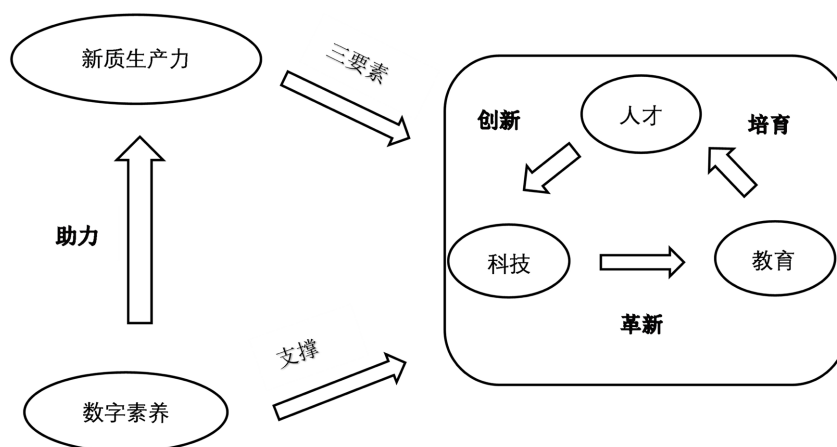 新质生产力
三要素
人才
创新
培育
助力
科技
教育
革新
支撑
数字素养